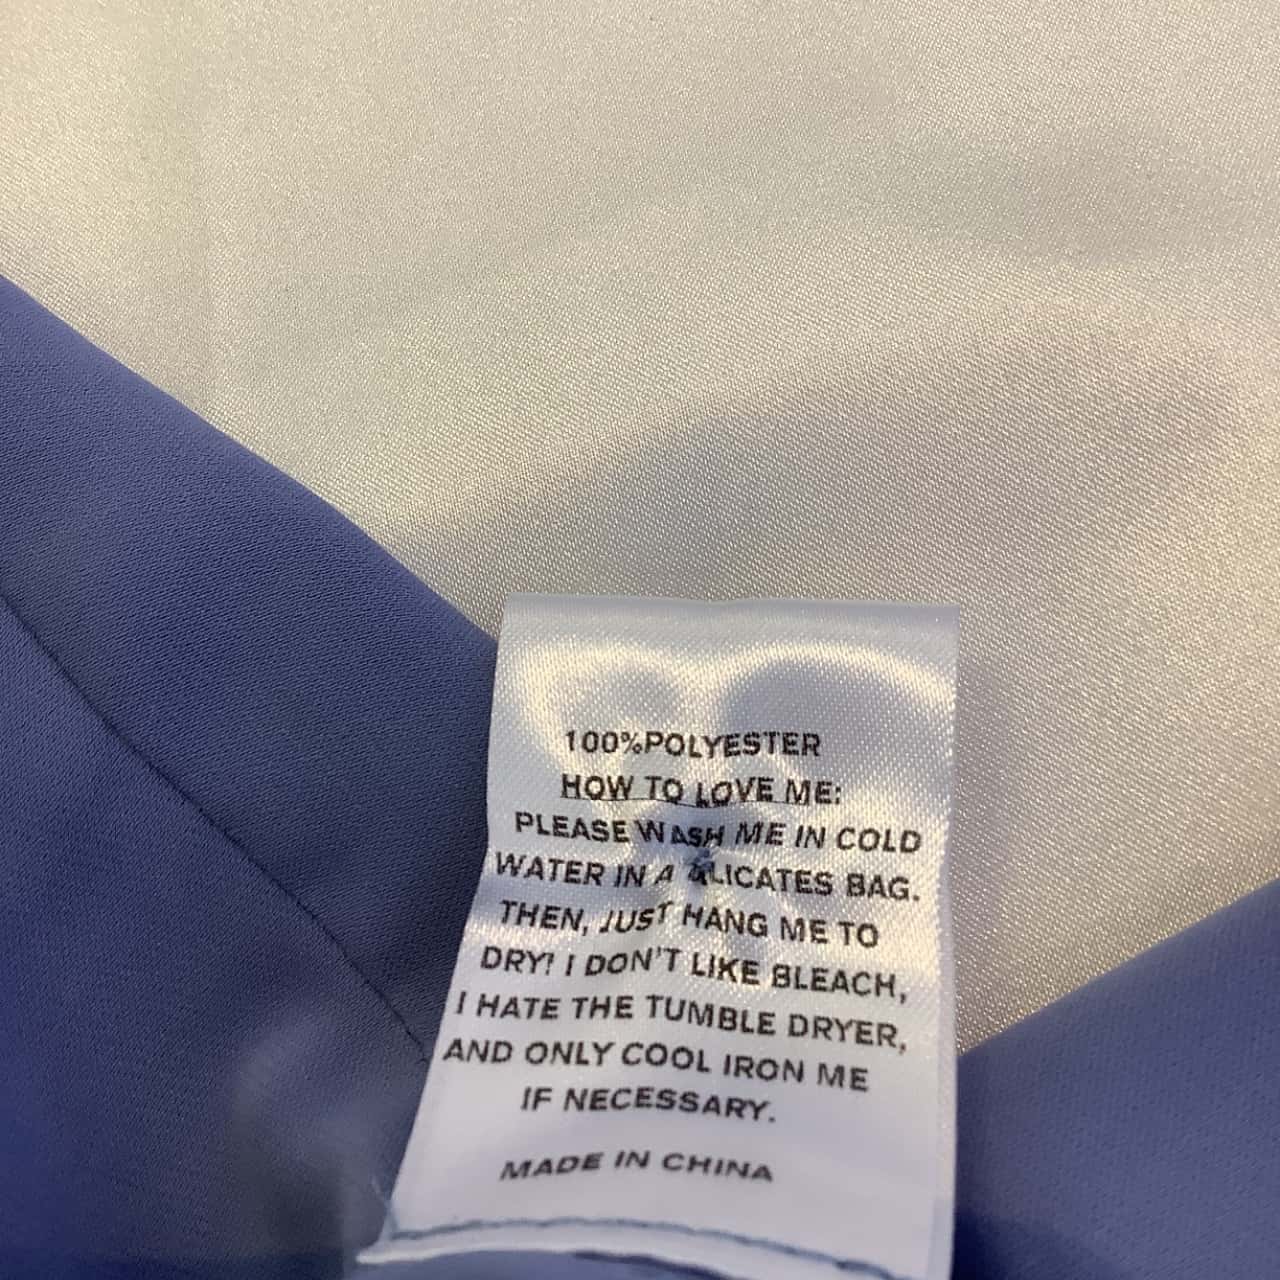 100%POLYESTER
HOW TO LOVE ME:
PLEASE WASH ME IN COLD
WATER IN A BAG.
THEN, JUST HANG ME TO
DRY! I DON'T LIKE BLEACH,
I HATE THE TUMBLE DRYER,
AND ONLY COOL IRON ME
IF NECESSARY.
MADE IN CHINA